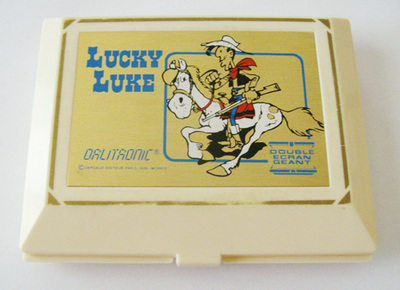 LUCKY
LUKE
ORLITRONIC®
DOUBLE
ECRAN
GEANT